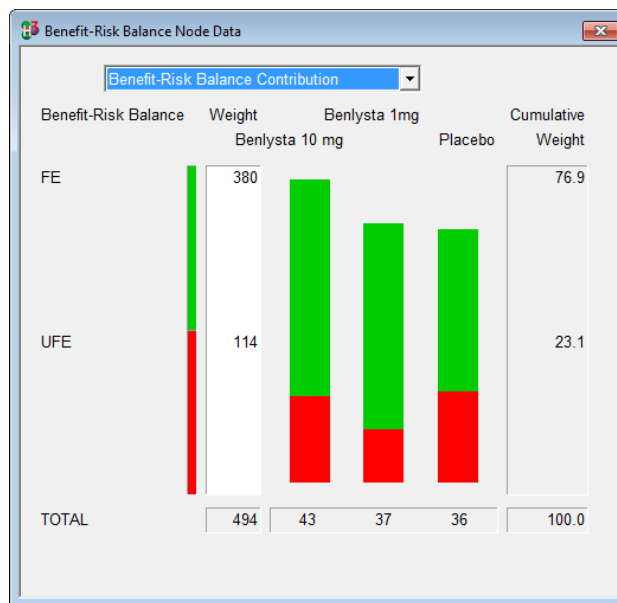 Benefit-Risk Balance Node Data
Benefit-Risk Balance Contribution
Benefit-Risk Balance Weight Benlysta 1mg Cumulative
Benlysta 10 mg Placebo Weight
FE 380 76.9
UFE 114 23.1
TOTAL 494 43 37 36 100.0